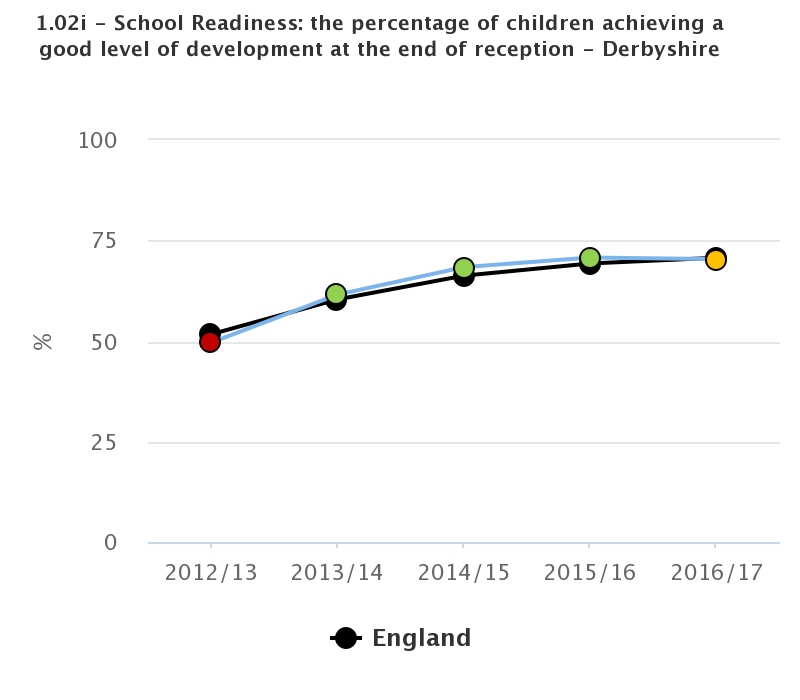 1.02i – School Readiness: the percentage of children achieving a
good level of development at the end of reception – Derbyshire
100
75
50
25
0
%
2012/13 2013/14 2014/15 2015/16 2016/17
England